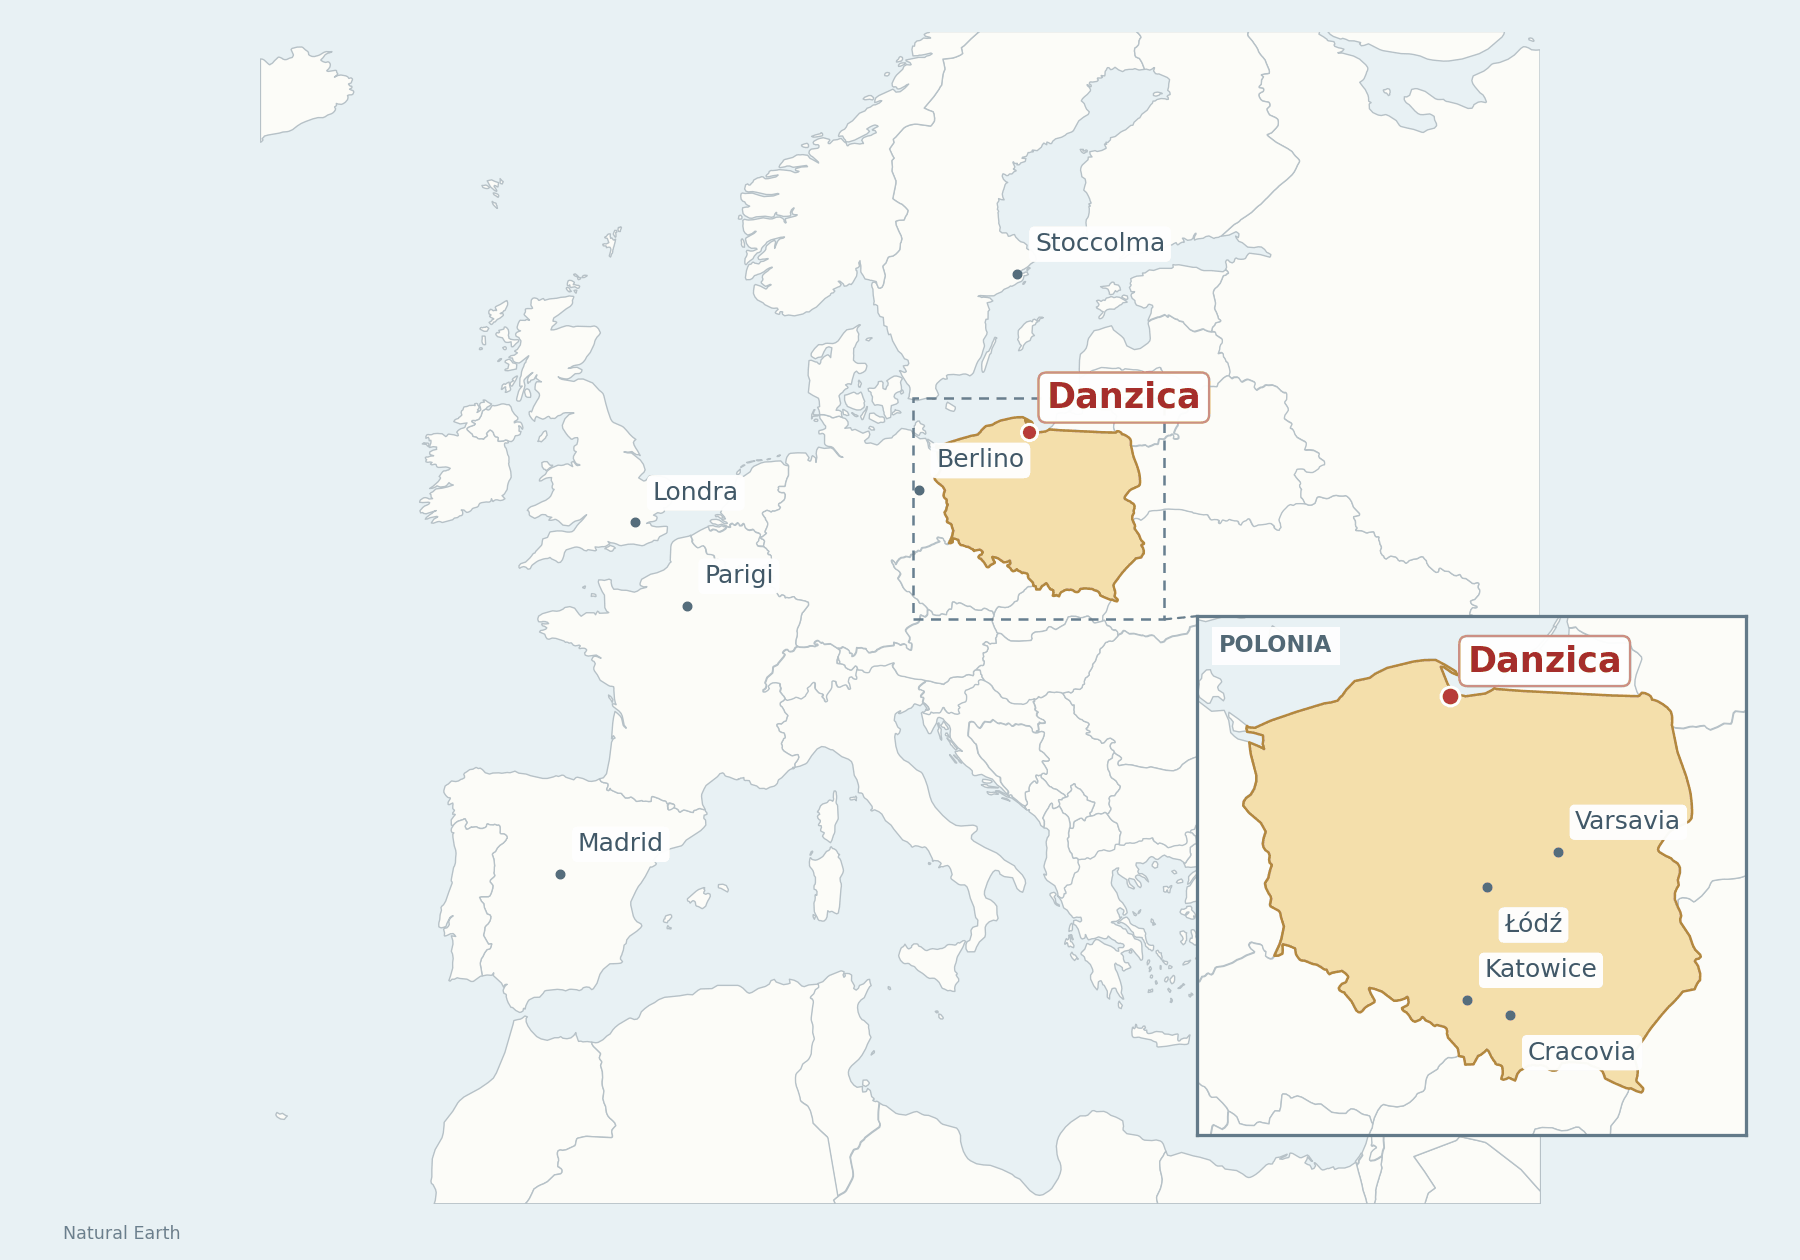 Stoccolma
Danzica
Berlino
Londra
Parigi
Madrid
POLONIA
Danzica
Varsavia
Łódź
Katowice
Cracovia
Natural Earth